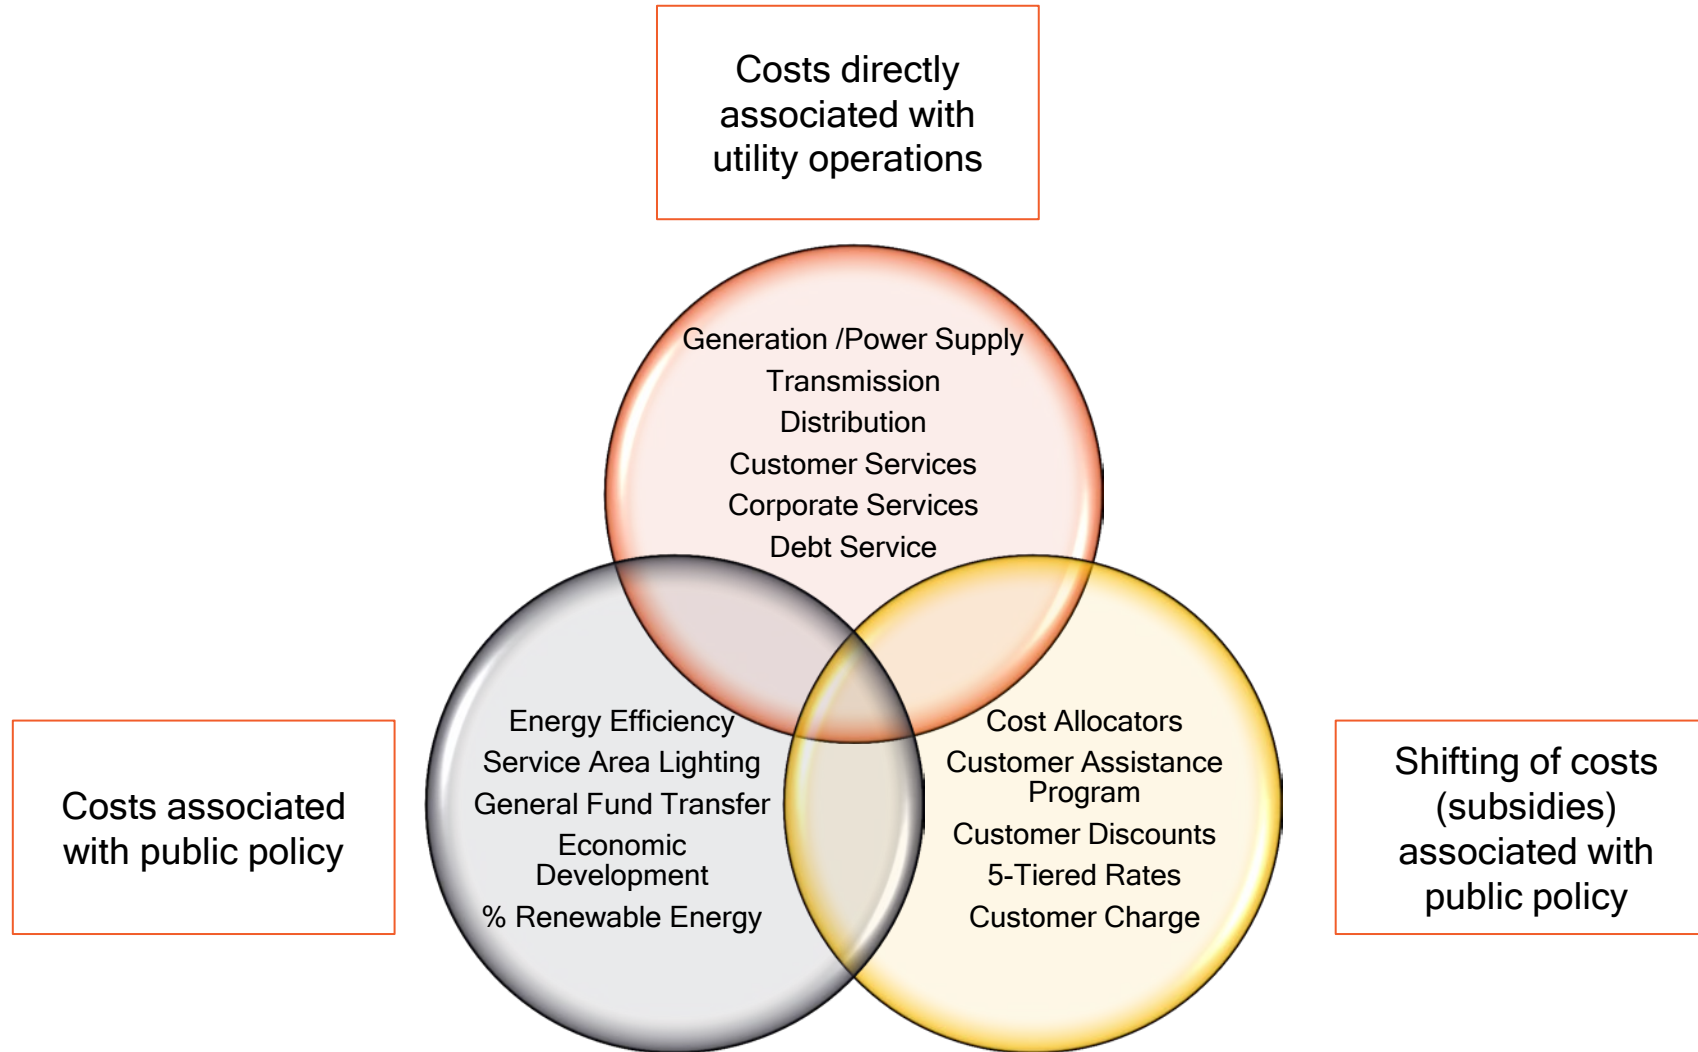 Costs directly
associated with
utility operations
Generation /Power Supply
Transmission
Distribution
Customer Services
Corporate Services
Debt Service
Costs associated
with public policy
Energy Efficiency
Service Area Lighting
General Fund Transfer
Economic
Development
% Renewable Energy
Cost Allocators
Customer Assistance
Program
Customer Discounts
5-Tiered Rates
Customer Charge
Shifting of costs
(subsidies)
associated with
public policy